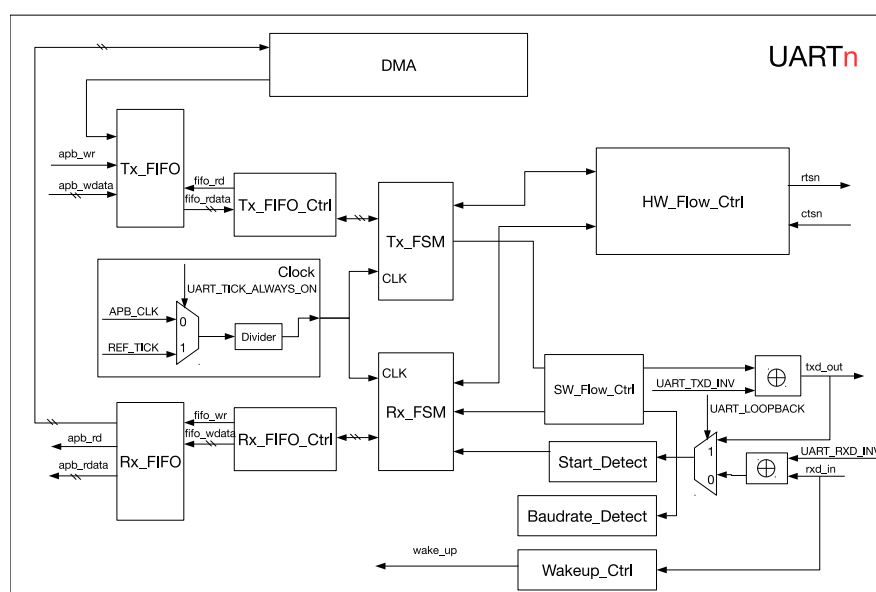 DMA
UARTn
apb_wr
apb_wdata
Tx_FIFO
fifo_rd
fifo_rdata
Tx_FIFO_Ctrl
Tx_FSM
CLK
HW_Flow_Ctrl
rtsn
ctsn
Clock
UART_TICK_ALWAYS_ON
APB_CLK
0
REF_TICK
1
Divider
CLK
Rx_FSM
SW_Flow_Ctrl
UART_TXD_INV
txd_out
UART_LOOPBACK
fifo_wr
fifo_wdata
Rx_FIFO_Ctrl
Rx_FIFO
apb_rd
apb_rdata
Start_Detect
1
0
UART_RXD_INV
rxd_in
Baudrate_Detect
wake_up
Wakeup_Ctrl